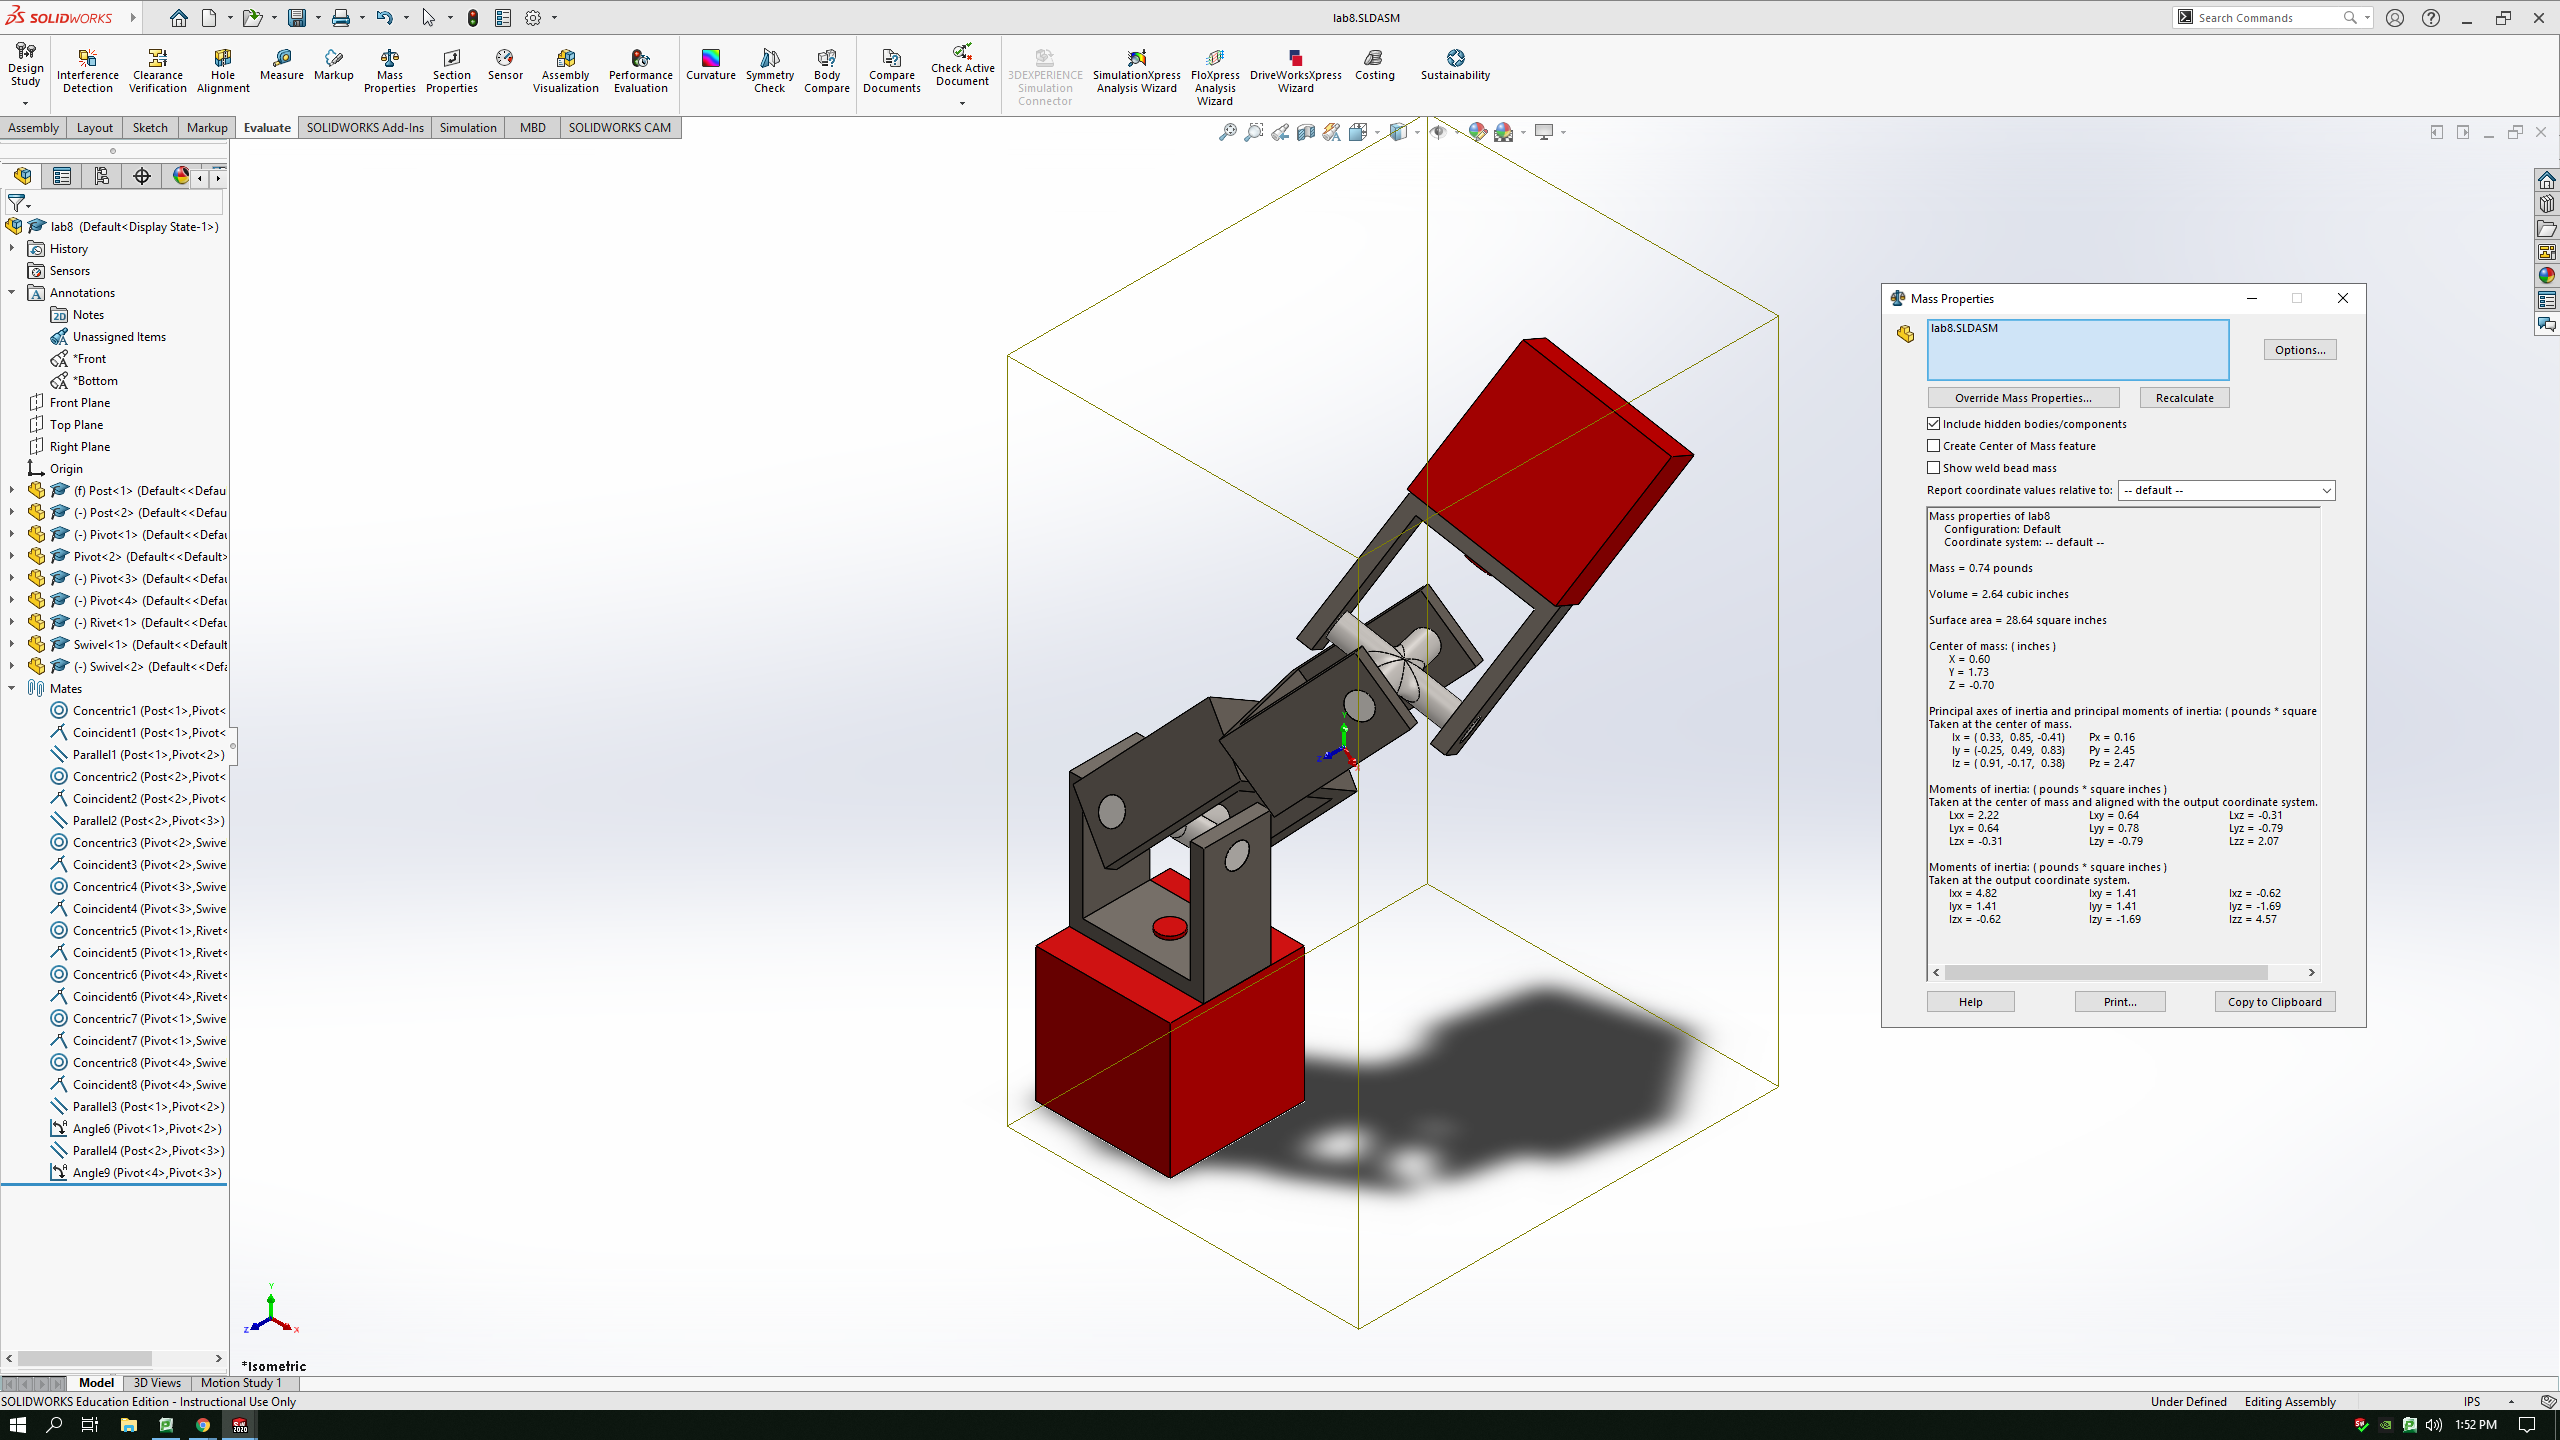 SOLIDWORKS
lab8.SLDASM
Search Commands
Design Study
Interference Detection
Clearance Verification
Hole Alignment
Measure
Markup
Mass Properties
Section Properties
Sensor
Assembly Visualization
Performance Evaluation
Curvature
Symmetry Check
Body Compare
Compare Documents
Check Active Document
3DEXPERIENCE Simulation Connector
SimulationXpress Analysis Wizard
FloXpress Analysis Wizard
DriveWorksXpress Wizard
Costing
Sustainability
Assembly
Layout
Sketch
Markup
Evaluate
SOLIDWORKS Add-Ins
Simulation
MBD
SOLIDWORKS CAM
lab8 (Default<Display State-1>)
History
Sensors
Annotations
Notes
Unassigned Items
*Front
*Bottom
Front Plane
Top Plane
Right Plane
Origin
(f) Post<1> (Default<<Defau
(-) Post<2> (Default<<Defau
(-) Pivot<1> (Default<<Defau
Pivot<2> (Default<<Default>
(-) Pivot<3> (Default<<Defau
(-) Pivot<4> (Default<<Defau
(-) Rivet<1> (Default<<Defau
Swivel<1> (Default<<Default
(-) Swivel<2> (Default<<Defa
Mates
Concentric1 (Post<1>,Pivot<
Coincident1 (Post<1>,Pivot<
Parallel1 (Post<1>,Pivot<2>)
Concentric2 (Post<2>,Pivot<
Coincident2 (Post<2>,Pivot<
Parallel2 (Post<2>,Pivot<3>)
Concentric3 (Pivot<2>,Swive
Coincident3 (Pivot<2>,Swive
Concentric4 (Pivot<3>,Swive
Coincident4 (Pivot<3>,Swive
Concentric5 (Pivot<1>,Rivet<
Coincident5 (Pivot<1>,Rivet<
Concentric6 (Pivot<4>,Rivet<
Coincident6 (Pivot<4>,Rivet<
Concentric7 (Pivot<1>,Swive
Coincident7 (Pivot<1>,Swive
Concentric8 (Pivot<4>,Swive
Coincident8 (Pivot<4>,Swive
Parallel3 (Post<1>,Pivot<2>)
Angle6 (Pivot<1>,Pivot<2>)
Parallel4 (Post<2>,Pivot<3>)
Angle9 (Pivot<4>,Pivot<3>)
Mass Properties
lab8.SLDASM
Options...
Override Mass Properties...
Recalculate
Include hidden bodies/components
Create Center of Mass feature
Show weld bead mass
Report coordinate values relative to: -- default --
Mass properties of lab8
Configuration: Default
Coordinate system: -- default --
Mass = 0.74 pounds
Volume = 2.64 cubic inches
Surface area = 28.64 square inches
Center of mass: ( inches )
X = 0.60
Y = 1.73
Z = -0.70
Principal axes of inertia and principal moments of inertia: ( pounds * square
Taken at the center of mass.
Ix = ( 0.33, 0.85, -0.41) Px = 0.16
Iy = (-0.25, 0.49, 0.83) Py = 2.45
Iz = ( 0.91, -0.17, 0.38) Pz = 2.47
Moments of inertia: ( pounds * square inches )
Taken at the center of mass and aligned with the output coordinate system.
Lxx = 2.22 Lxy = 0.64 Lxz = -0.31
Lyx = 0.64 Lyy = 0.78 Lyz = -0.79
Lzx = -0.31 Lzy = -0.79 Lzz = 2.07
Moments of inertia: ( pounds * square inches )
Taken at the output coordinate system.
Ixx = 4.82 Ixy = 1.41 Ixz = -0.62
Iyx = 1.41 Iyy = 1.41 Iyz = -1.69
Izx = -0.62 Izy = -1.69 Izz = 4.57
Help
Print...
Copy to Clipboard
Y
Z
X
*Isometric
Model
3D Views
Motion Study 1
SOLIDWORKS Education Edition - Instructional Use Only
Under Defined
Editing Assembly
IPS
1:52 PM